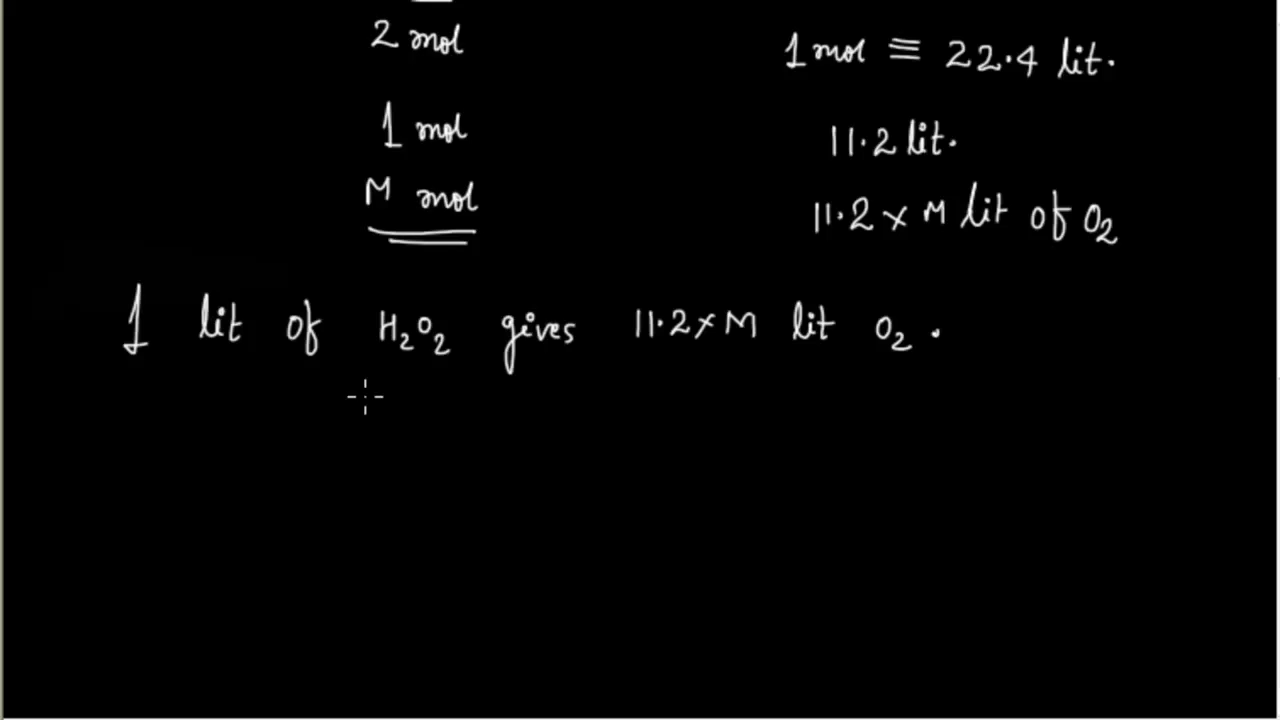 2 mol 1 mol ≡ 22.4 lit.
1 mol 11.2 lit.
M mol 11.2 x M lit of O₂
1 lit of H₂O₂ gives 11.2 x M lit O₂.